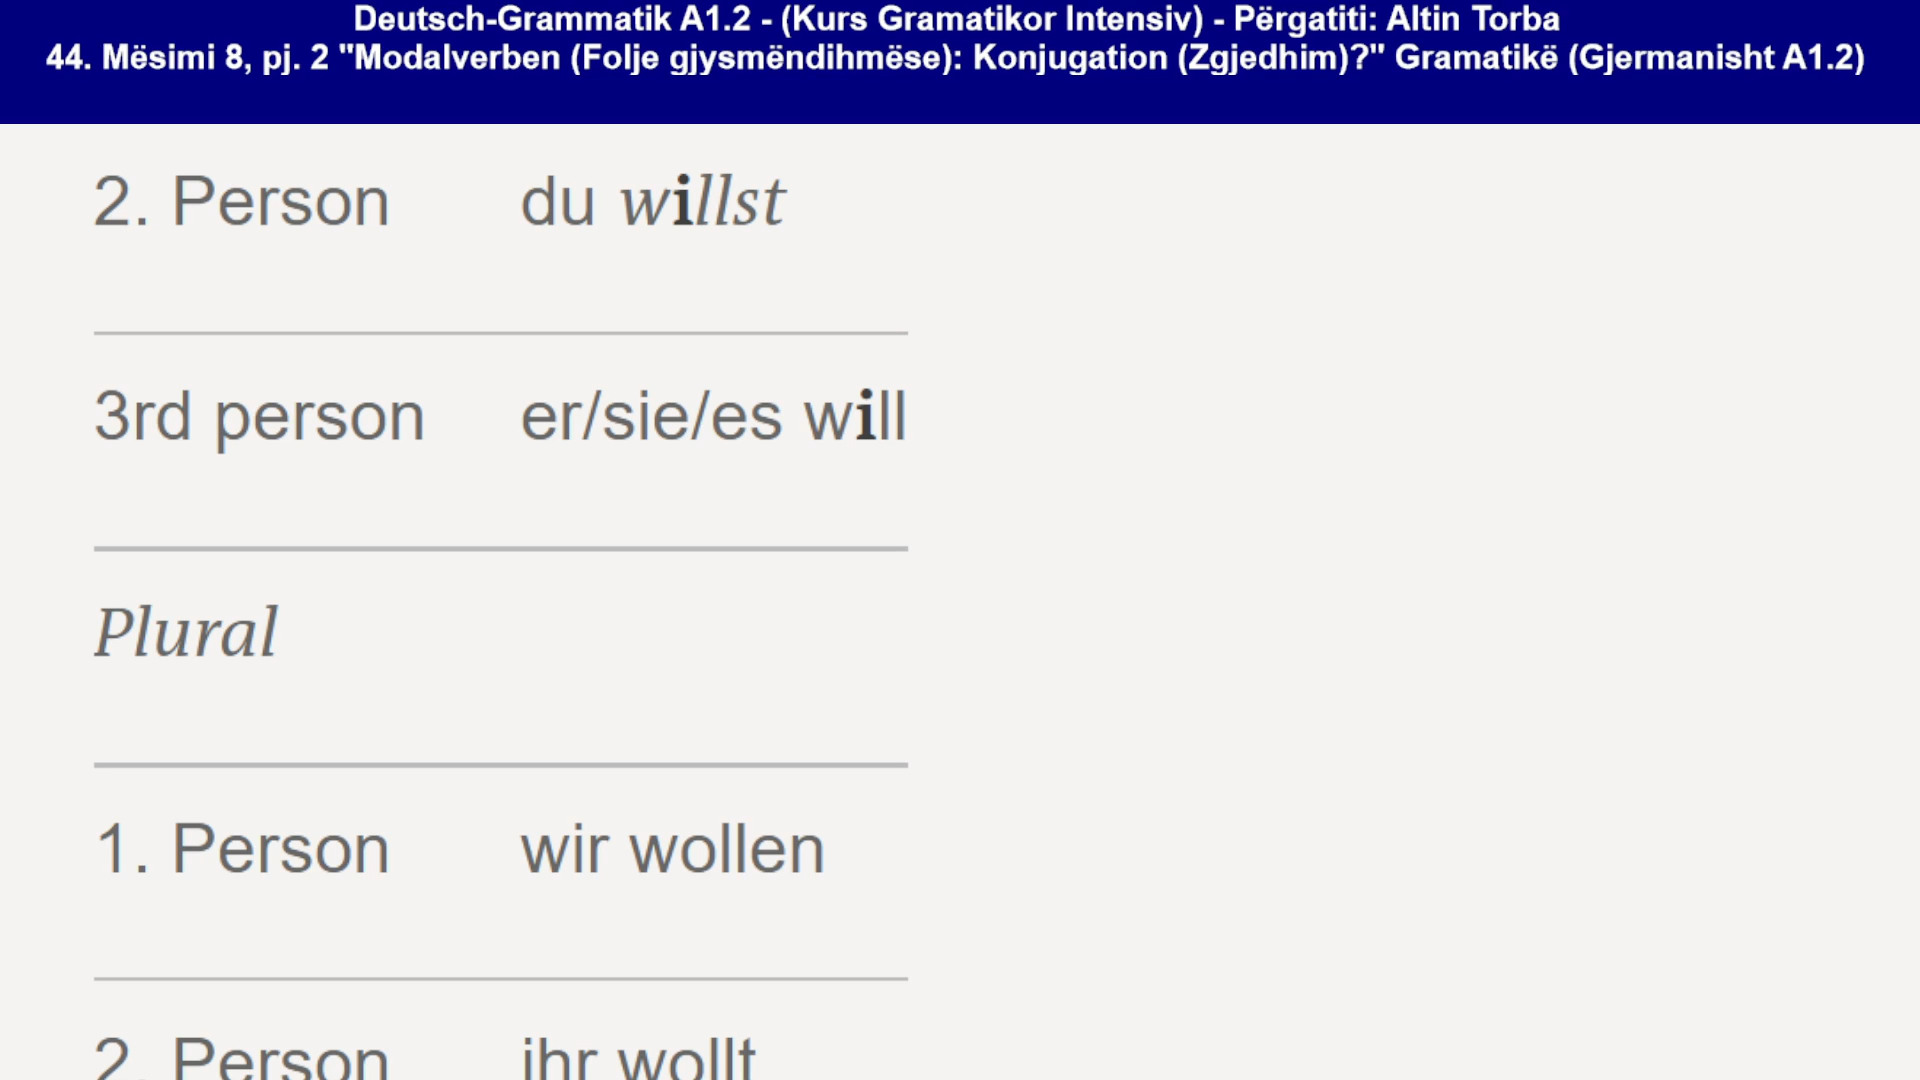 Deutsch-Grammatik A1.2 - (Kurs Gramatikor Intensiv) - Përgatiti: Altin Torba
44. Mësimi 8, pj. 2 "Modalverben (Folje gjysmëndihmëse): Konjugation (Zgjedhim)?" Gramatikë (Gjermanisht A1.2)
2. Person du willst
3rd person er/sie/es will
Plural
1. Person wir wollen
2. Person ihr wollt